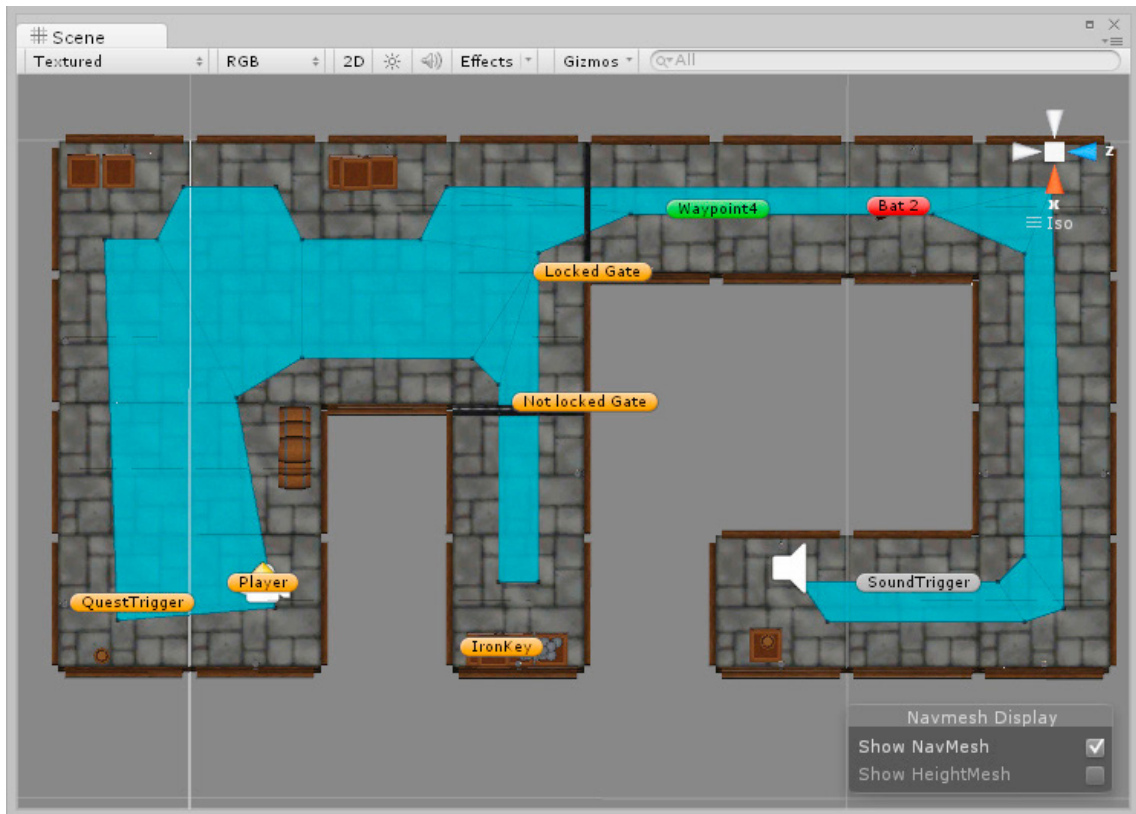 Scene
Textured RGB 2D Effects Gizmos All
z
x
Iso
Waypoint4 Bat 2
Locked Gate
Not locked Gate
Player
SoundTrigger
QuestTrigger
IronKey
Navmesh Display
Show NavMesh
Show HeightMesh